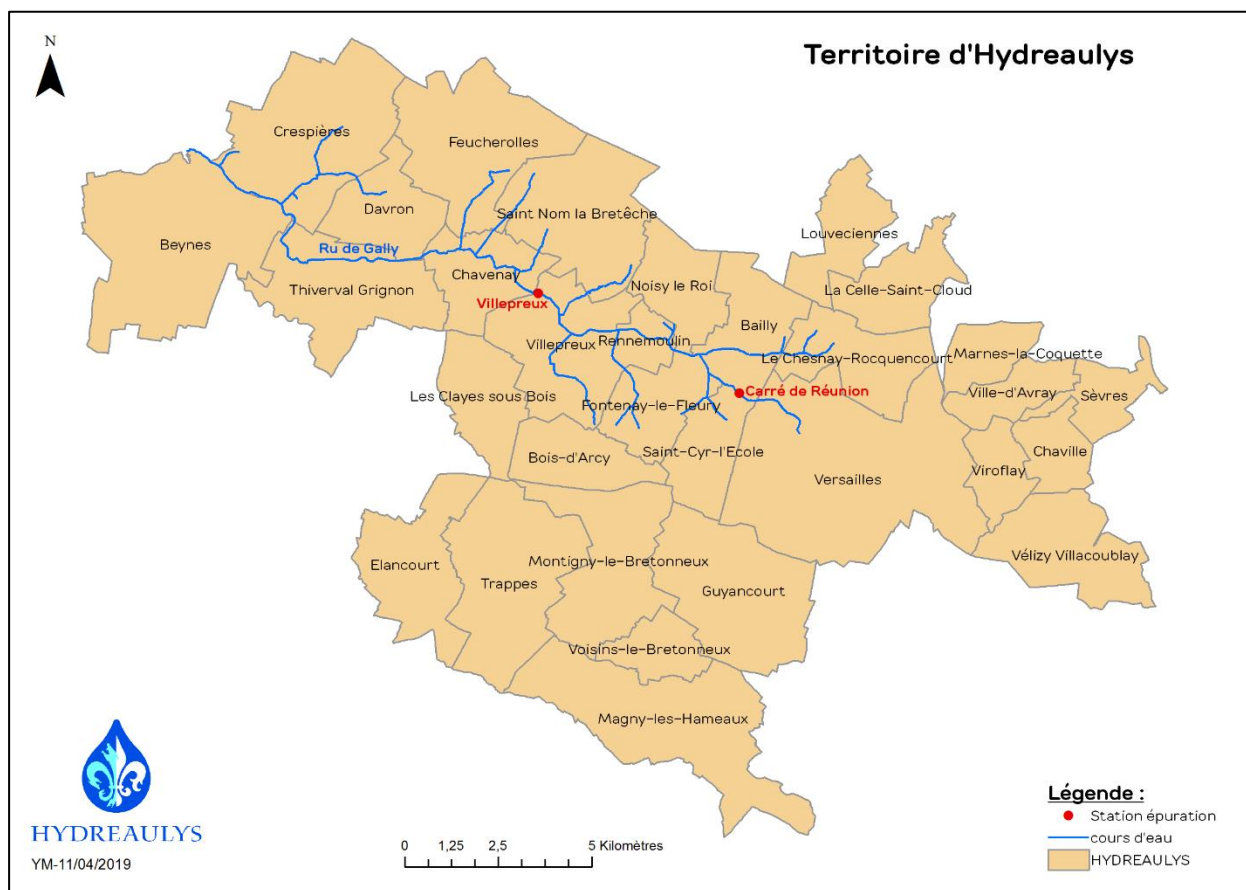 N
Territoire d'Hydreaulys
Crespières
Feucherolles
Davron
Saint Nom la Bretêche
Louveciennes
Beynes
Ru de Gally
Chavenay
Thiverval Grignon
Noisy le Roi
La Celle-Saint-Cloud
Villepreux
Bailly
Villepreux
Rennemoulin
Le Chesnay-Rocquencourt
Marnes-la-Coquette
Les Clayes sous Bois
Fontenay-le-Fleury
Carré de Réunion
Ville-d'Avray
Sèvres
Bois-d'Arcy
Saint-Cyr-l'Ecole
Versailles
Viroflay
Chaville
Vélizy Villacoublay
Elancourt
Trappes
Montigny-le-Bretonneux
Guyancourt
Voisins-le-Bretonneux
Magny-les-Hameaux
HYDREAULYS
YM-11/04/2019
0 1,25 2,5 5 Kilomètres
Légende :
Station épuration
cours d'eau
HYDREAULYS